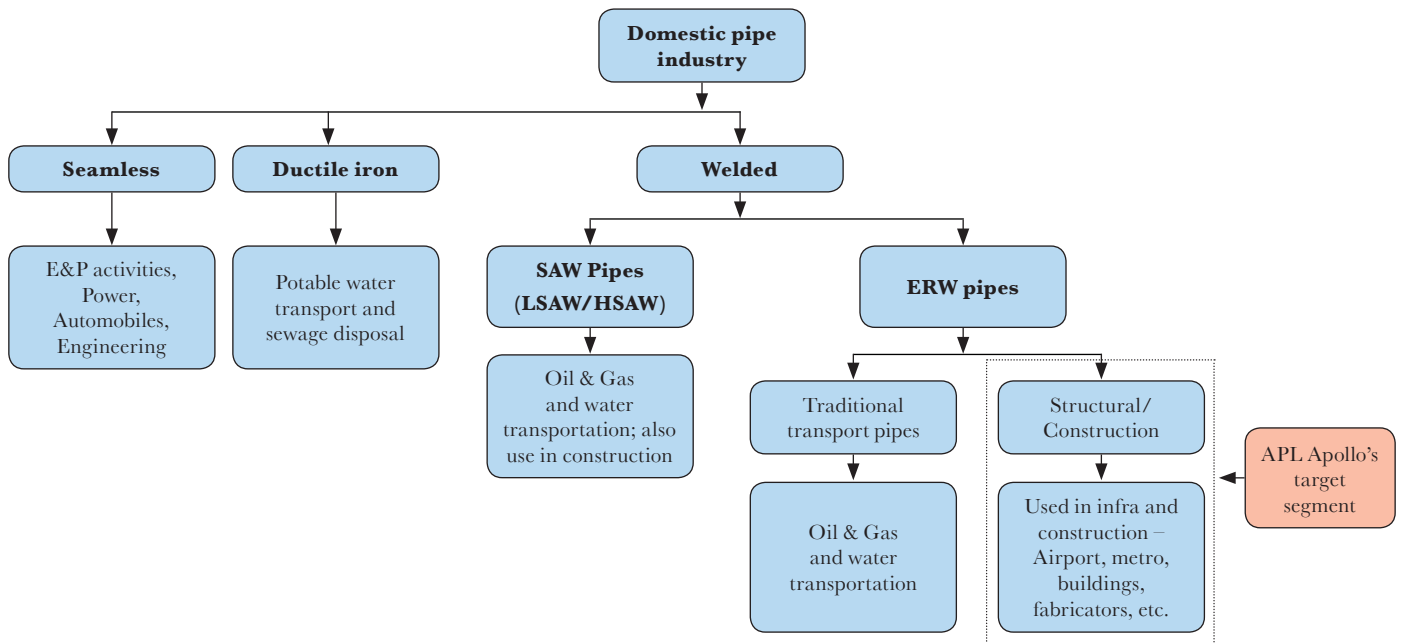 Domestic pipe
industry
Seamless
Ductile iron
Welded
E&P activities,
Power,
Automobiles,
Engineering
Potable water
transport and
sewage disposal
SAW Pipes
(LSAW/HSAW)
ERW pipes
Oil & Gas
and water
transportation; also
use in construction
Traditional
transport pipes
Structural/
Construction
APL Apollo’s
target
segment
Oil & Gas
and water
transportation
Used in infra and
construction –
Airport, metro,
buildings,
fabricators, etc.